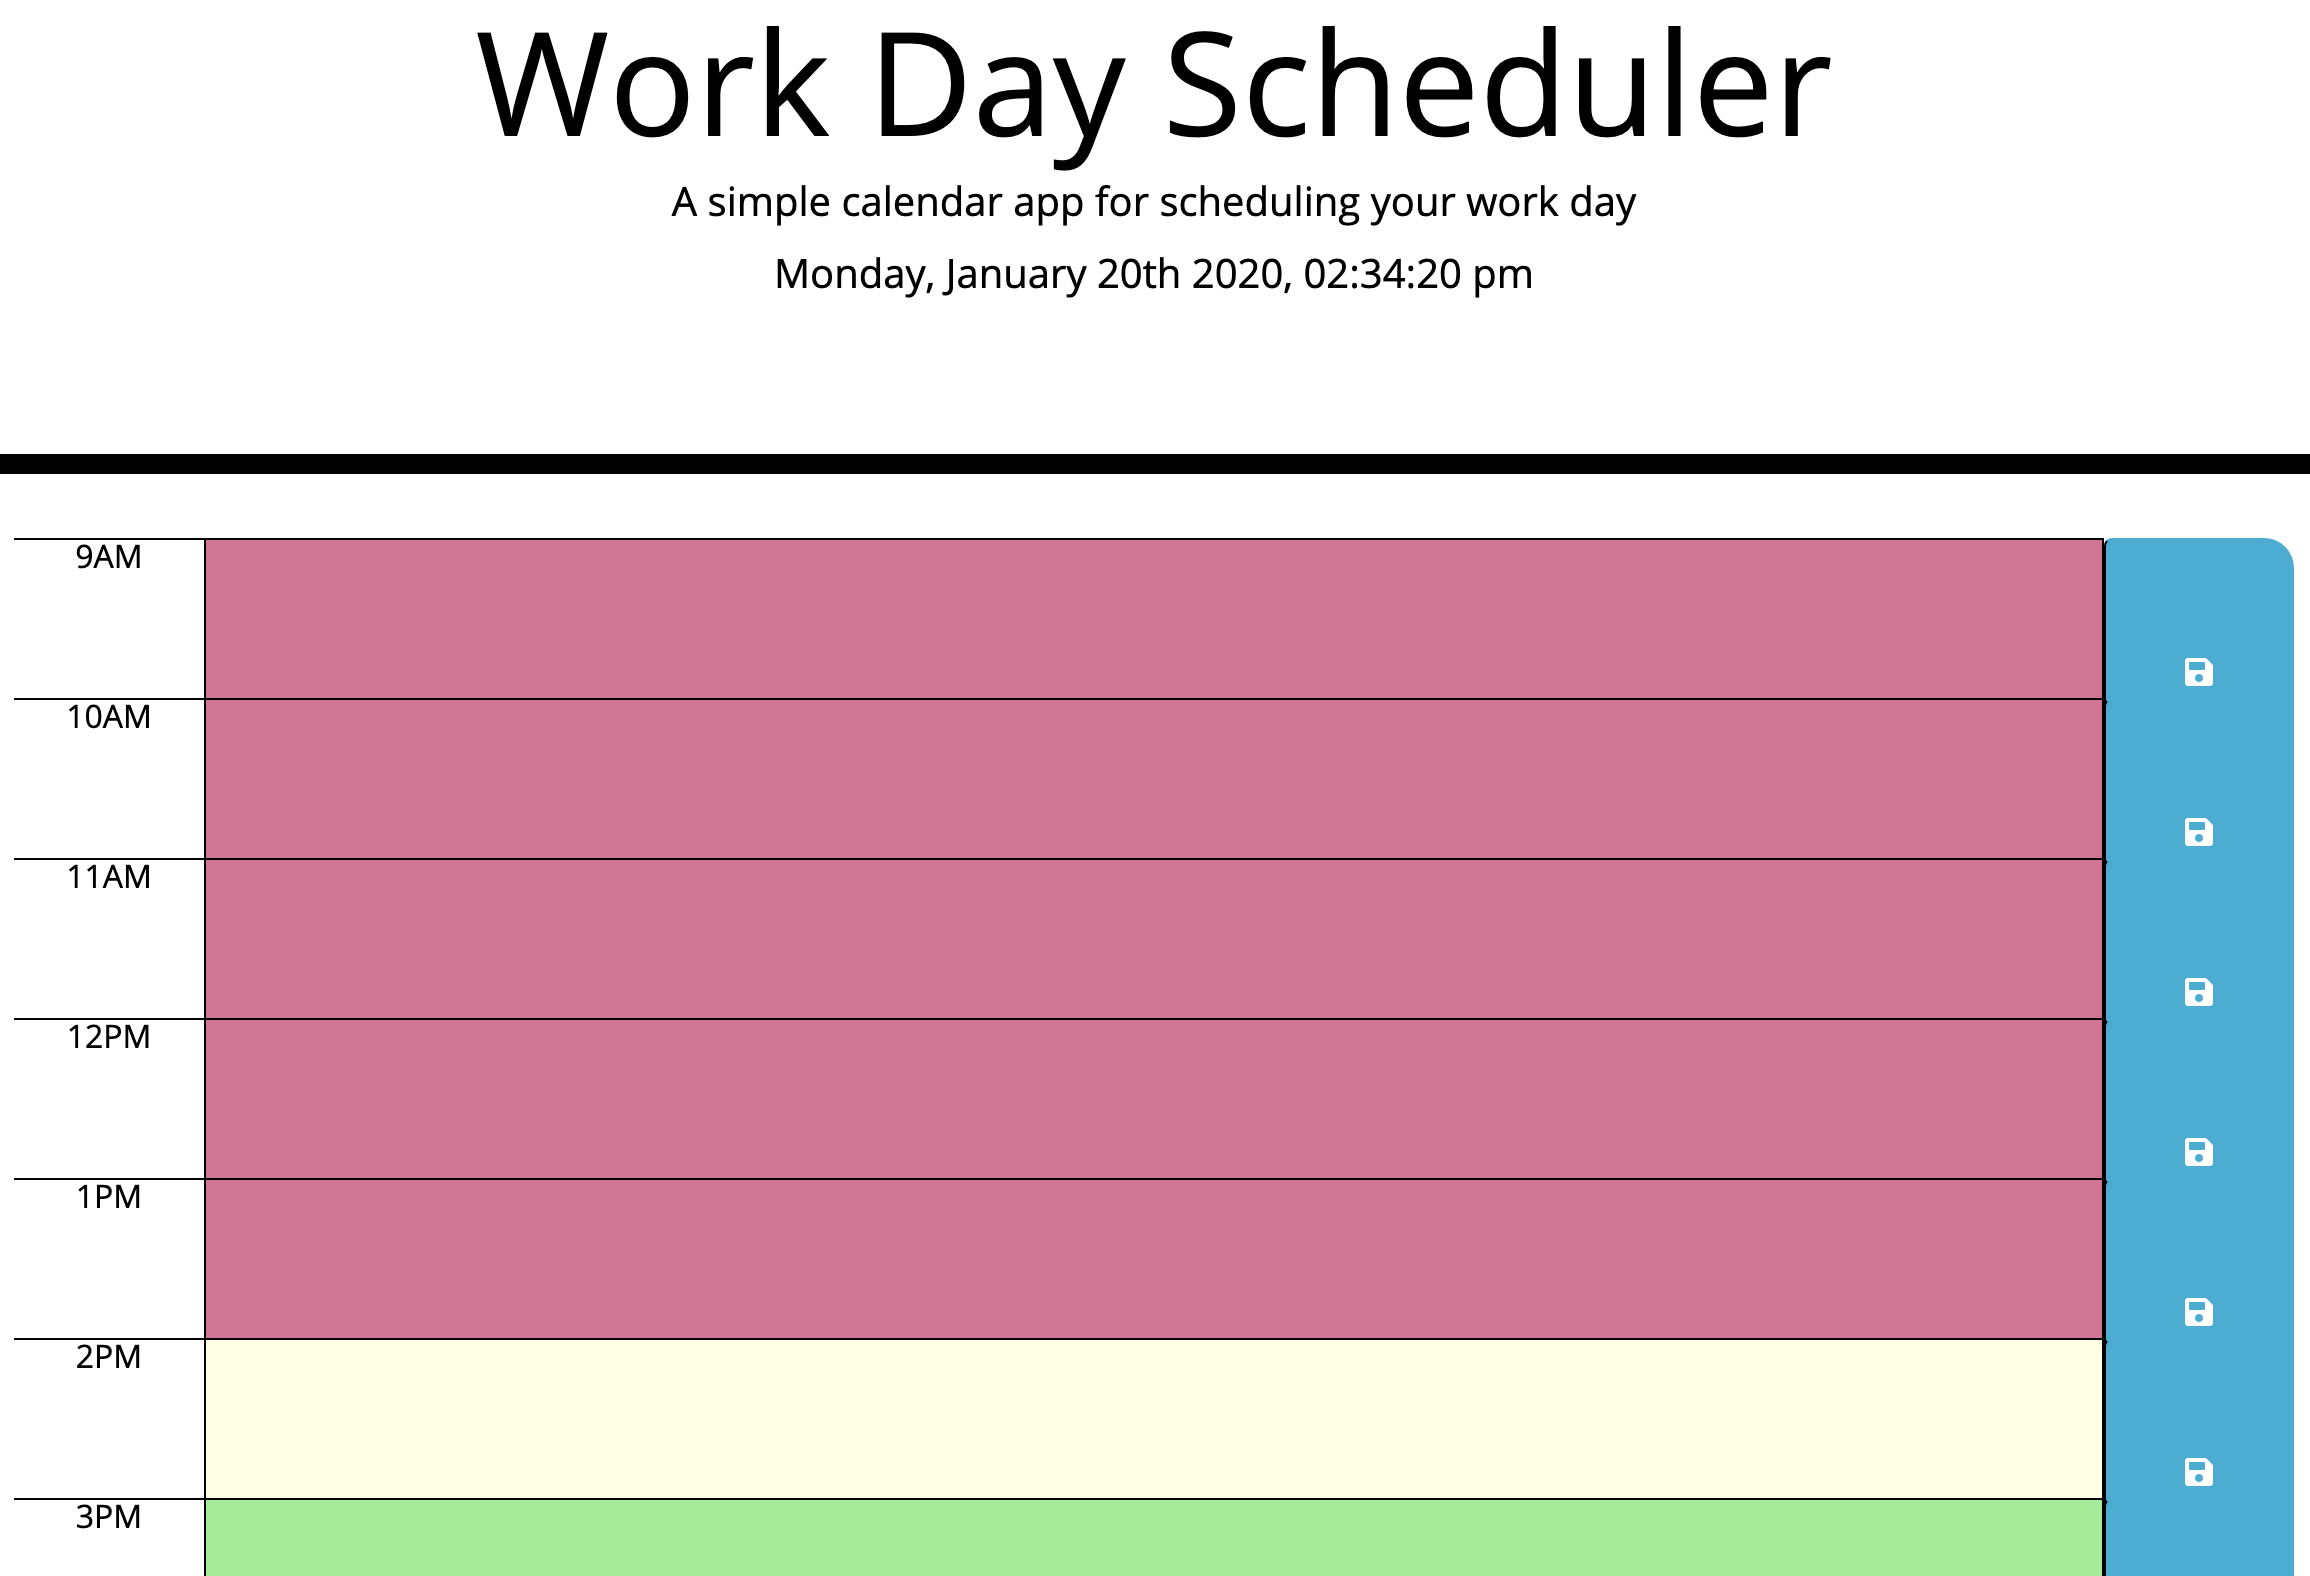 Work Day Scheduler
A simple calendar app for scheduling your work day
Monday, January 20th 2020, 02:34:20 pm
9AM
10AM
11AM
12PM
1PM
2PM
3PM